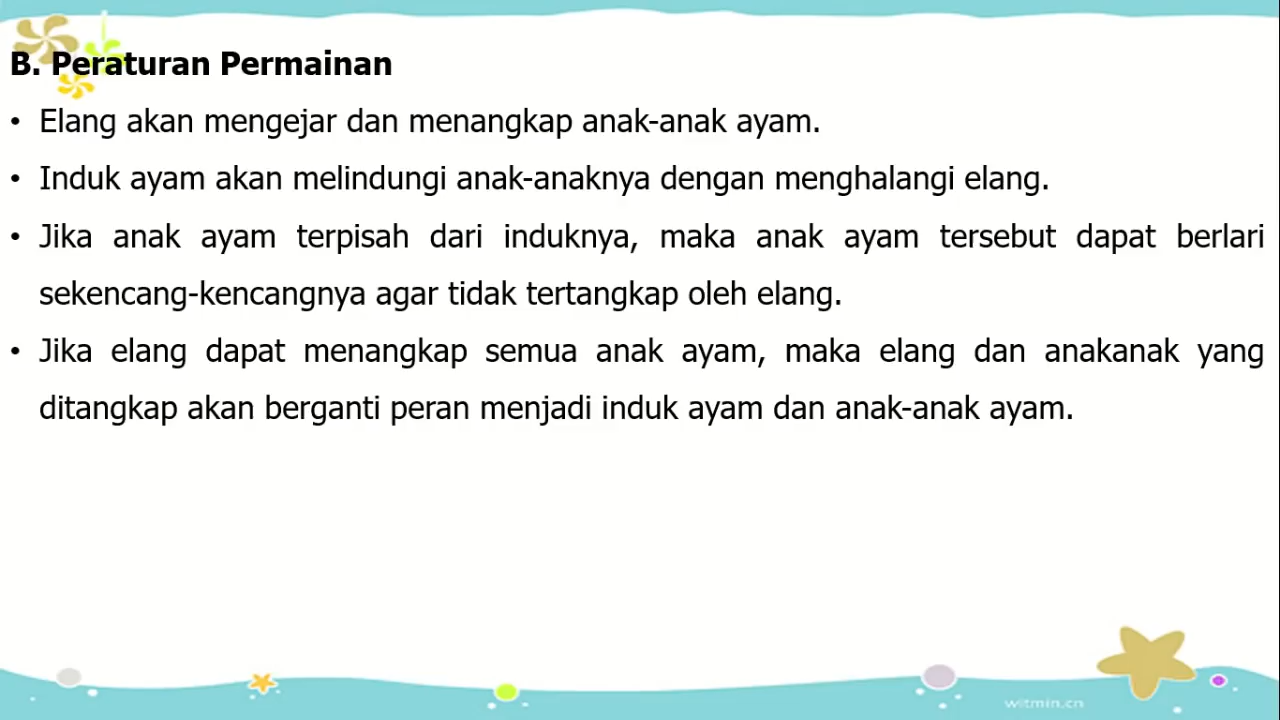 B. Peraturan Permainan
• Elang akan mengejar dan menangkap anak-anak ayam.
• Induk ayam akan melindungi anak-anaknya dengan menghalangi elang.
• Jika anak ayam terpisah dari induknya, maka anak ayam tersebut dapat berlari
sekencang-kencangnya agar tidak tertangkap oleh elang.
• Jika elang dapat menangkap semua anak ayam, maka elang dan anakanak yang
ditangkap akan berganti peran menjadi induk ayam dan anak-anak ayam.
witmin.cn